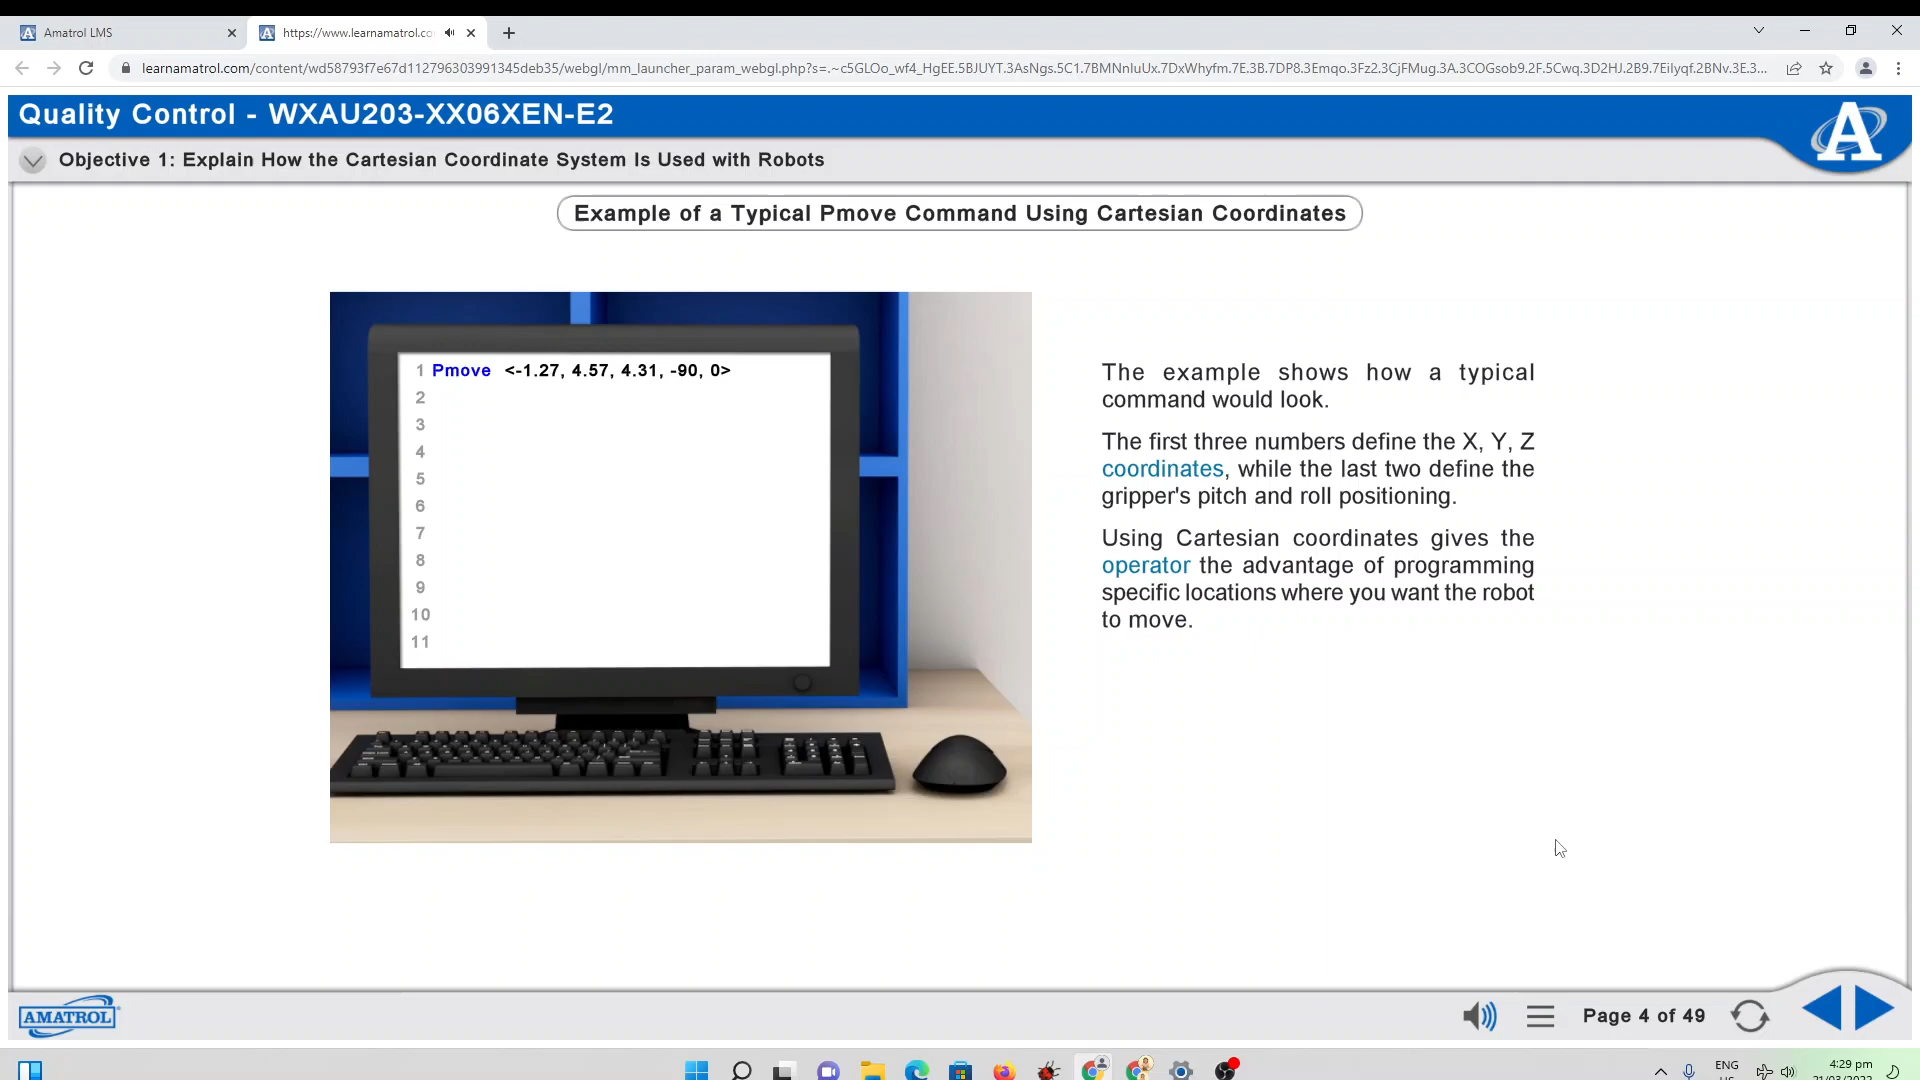 Amatrol LMS
https://www.learnamatrol.co
learnamatrol.com/content/wd58793f7e67d112796303991345deb35/webgl/mm_launcher_param_webgl.php?s=.~c5GLOo_wf4_HgEE.5BJUYT.3AsNgs.5C1.7BMNnIuUx.7DxWhyfm.7E.3B.7DP8.3Emqo.3Fz2.3CjFMug.3A.3COGsob9.2F.5Cwq.3D2HJ.2B9.7Eilyqf.2BNv.3E.3...
Quality Control - WXAU203-XX06XEN-E2
Objective 1: Explain How the Cartesian Coordinate System Is Used with Robots
Example of a Typical Pmove Command Using Cartesian Coordinates
1 Pmove <-1.27, 4.57, 4.31, -90, 0>
2
3
4
5
6
7
8
9
10
11
The example shows how a typical
command would look.
The first three numbers define the X, Y, Z
coordinates, while the last two define the
gripper's pitch and roll positioning.
Using Cartesian coordinates gives the
operator the advantage of programming
specific locations where you want the robot
to move.
AMATROL
Page 4 of 49
ENG
4:29 pm